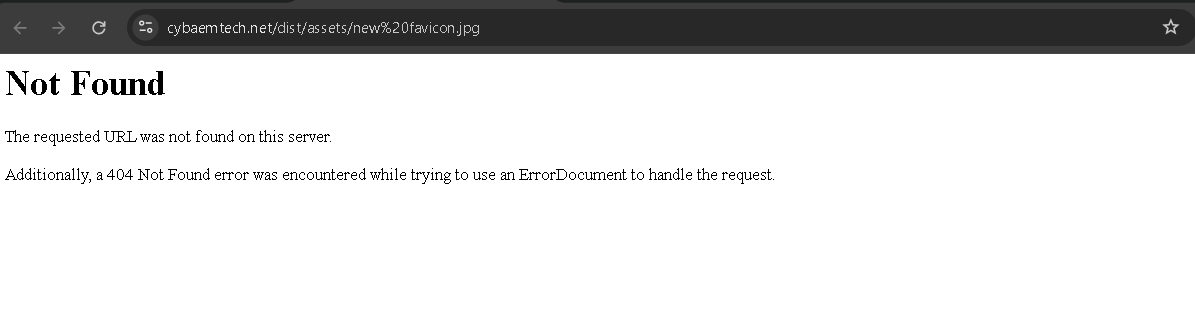 cybaemtech.net/dist/assets/new%20favicon.jpg
Not Found
The requested URL was not found on this server.
Additionally, a 404 Not Found error was encountered while trying to use an ErrorDocument to handle the request.